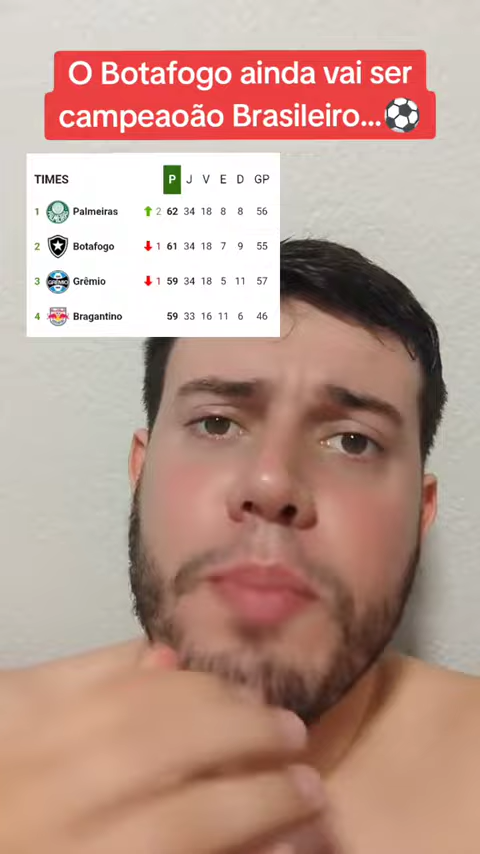 O Botafogo ainda vai ser
campeaoão Brasileiro...⚽
TIMES P J V E D GP
1 Palmeiras 2 62 34 18 8 8 56
2 Botafogo 1 61 34 18 7 9 55
3 GRÊMIO Grêmio 1 59 34 18 5 11 57
4 Bragantino 59 33 16 11 6 46